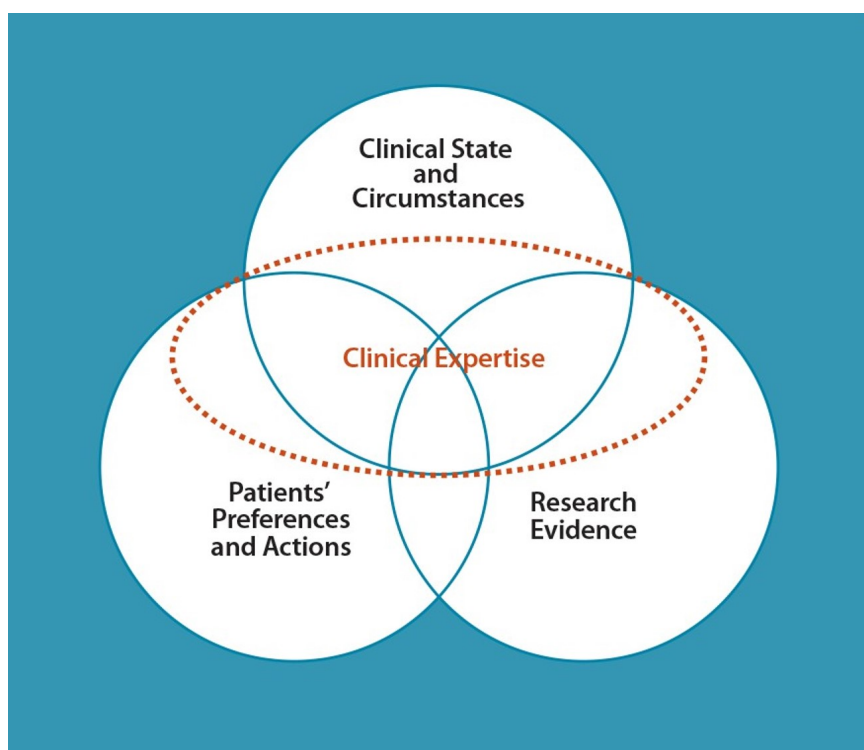 Clinical State
and
Circumstances
Clinical Expertise
Patients’
Preferences
and Actions
Research
Evidence